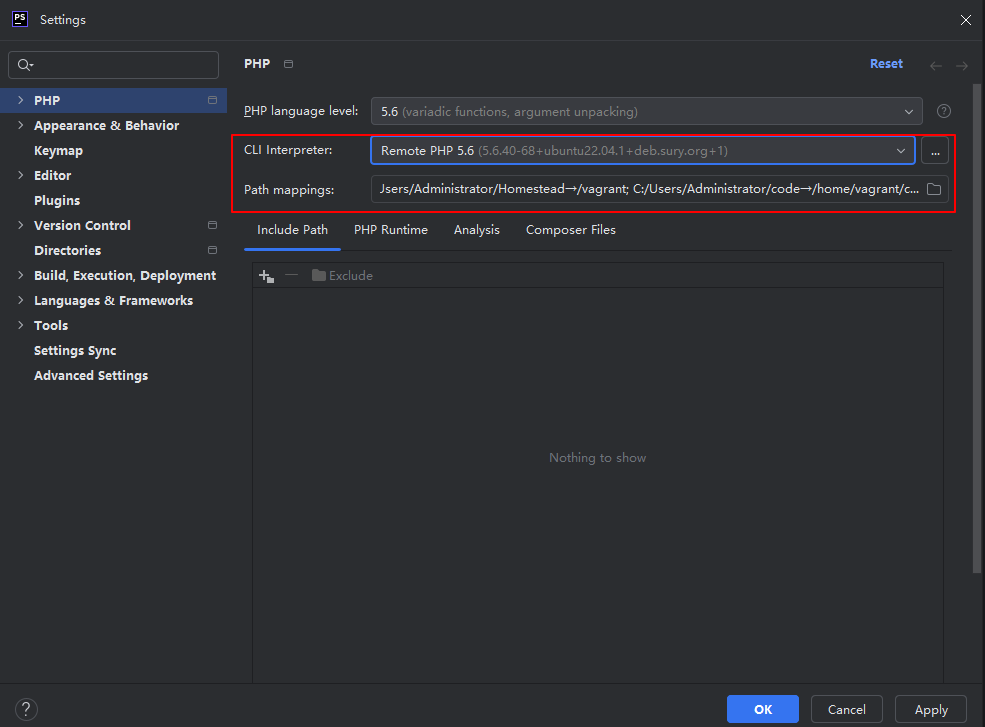 PS Settings
PHP
Reset
PHP
Appearance & Behavior
Keymap
Editor
Plugins
Version Control
Directories
Build, Execution, Deployment
Languages & Frameworks
Tools
Settings Sync
Advanced Settings
PHP language level: 5.6 (variadic functions, argument unpacking)
CLI Interpreter: Remote PHP 5.6 (5.6.40-68+ubuntu22.04.1+deb.sury.org+1) ...
Path mappings: Jsers/Administrator/Homestead→/vagrant; C:/Users/Administrator/code→/home/vagrant/c...
Include Path PHP Runtime Analysis Composer Files
Exclude
Nothing to show
? OK Cancel Apply